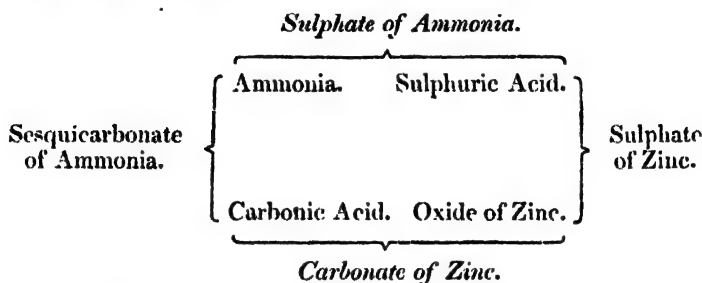 Sulphate of Ammonia.
Ammonia. Sulphuric Acid.
Sesquicarbonate
of Ammonia.
Sulphate
of Zinc.
Carbonic Acid. Oxide of Zinc.
Carbonate of Zinc.